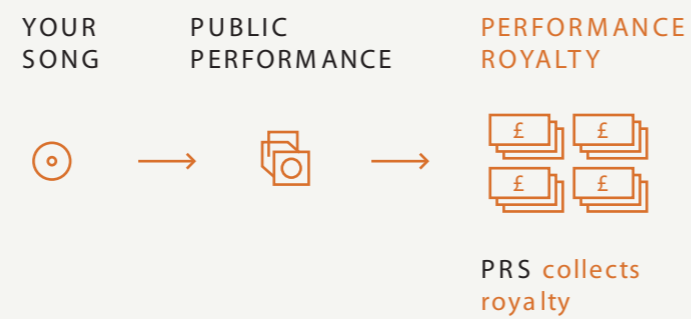 YOUR
SONG
PUBLIC
PERFORMANCE
PERFORMANCE
ROYALTY
£ £
£ £
PRS collects
royalty